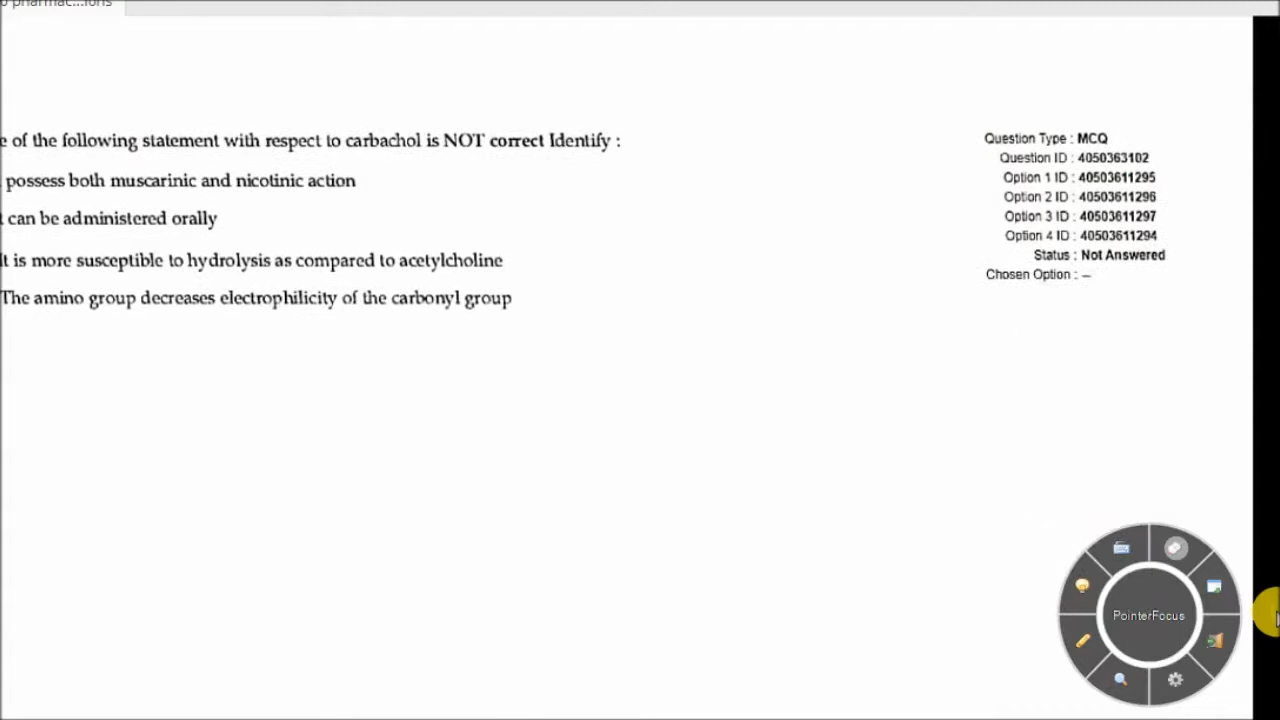 pharmac...ions
e of the following statement with respect to carbachol is NOT correct Identify :
possess both muscarinic and nicotinic action
can be administered orally
It is more susceptible to hydrolysis as compared to acetylcholine
The amino group decreases electrophilicity of the carbonyl group
Question Type : MCQ
Question ID : 4050363102
Option 1 ID : 40503611295
Option 2 ID : 40503611296
Option 3 ID : 40503611297
Option 4 ID : 40503611294
Status : Not Answered
Chosen Option : --
PointerFocus